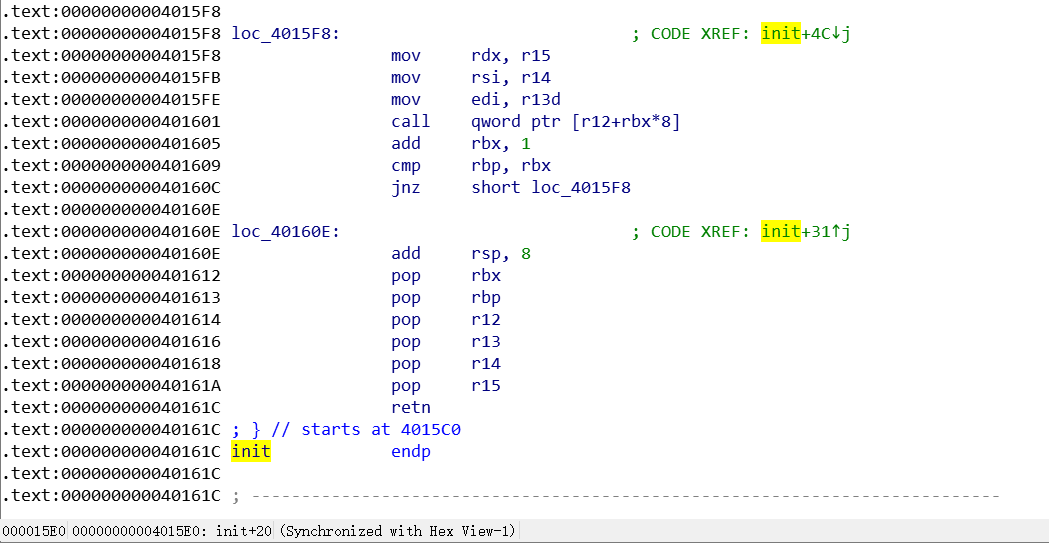 .text:00000000004015F8
.text:00000000004015F8 loc_4015F8: ; CODE XREF: init+4C↓j
.text:00000000004015F8 mov rdx, r15
.text:00000000004015FB mov rsi, r14
.text:00000000004015FE mov edi, r13d
.text:0000000000401601 call qword ptr [r12+rbx*8]
.text:0000000000401605 add rbx, 1
.text:0000000000401609 cmp rbp, rbx
.text:000000000040160C jnz short loc_4015F8
.text:000000000040160E
.text:000000000040160E loc_40160E: ; CODE XREF: init+31↑j
.text:000000000040160E add rsp, 8
.text:0000000000401612 pop rbx
.text:0000000000401613 pop rbp
.text:0000000000401614 pop r12
.text:0000000000401616 pop r13
.text:0000000000401618 pop r14
.text:000000000040161A pop r15
.text:000000000040161C retn
.text:000000000040161C ; } // starts at 4015C0
.text:000000000040161C init endp
.text:000000000040161C
.text:000000000040161C ; ---------------------------------------------------------------------------
000015E0 00000000004015E0: init+20 (Synchronized with Hex View-1)